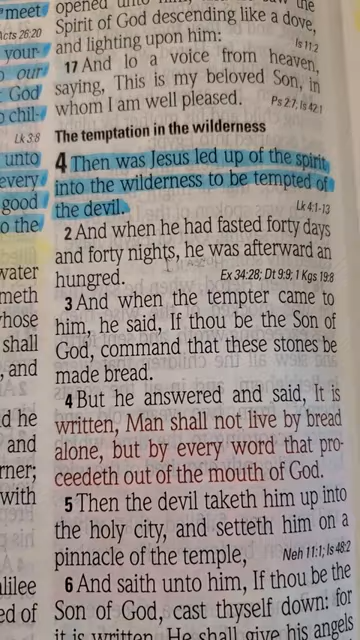 "meet
Acts 26:20
your
our
God
chil-
Lk 3:8
unto
every
good
o the
water
meth
whose
shall
, and
d he
and
rner;
with
alilee
ed of
opened unto
the
Spirit of God descending like a dove,
and lighting upon him:
Is 11:2
17 And lo a voice from heaven,
saying, This is my beloved Son, in
whom I am well pleased.
Ps 2:7; Is 42:1
The temptation in the wilderness
4 Then was Jesus led up of the spirit
into the wilderness to be tempted of
the devil.
Lk 4:1-13
2 And when he had fasted forty days
and forty nights, he was afterward an
hungred.
Ex 34:28; Dt 9:9; 1 Kgs 19:8
3 And when the tempter came to
him, he said, If thou be the Son of
God, command that these stones be
made bread.
4 But he answered and said, It is
written, Man shall not live by bread
alone, but by every word that pro-
ceedeth out of the mouth of God.
5 Then the devil taketh him up into
the holy city, and setteth him on a
pinnacle of the temple,
Neh 11:1; Is 48:2
6 And saith unto him, If thou be the
Son of God, cast thyself down: for
it is written, He shall give his angels